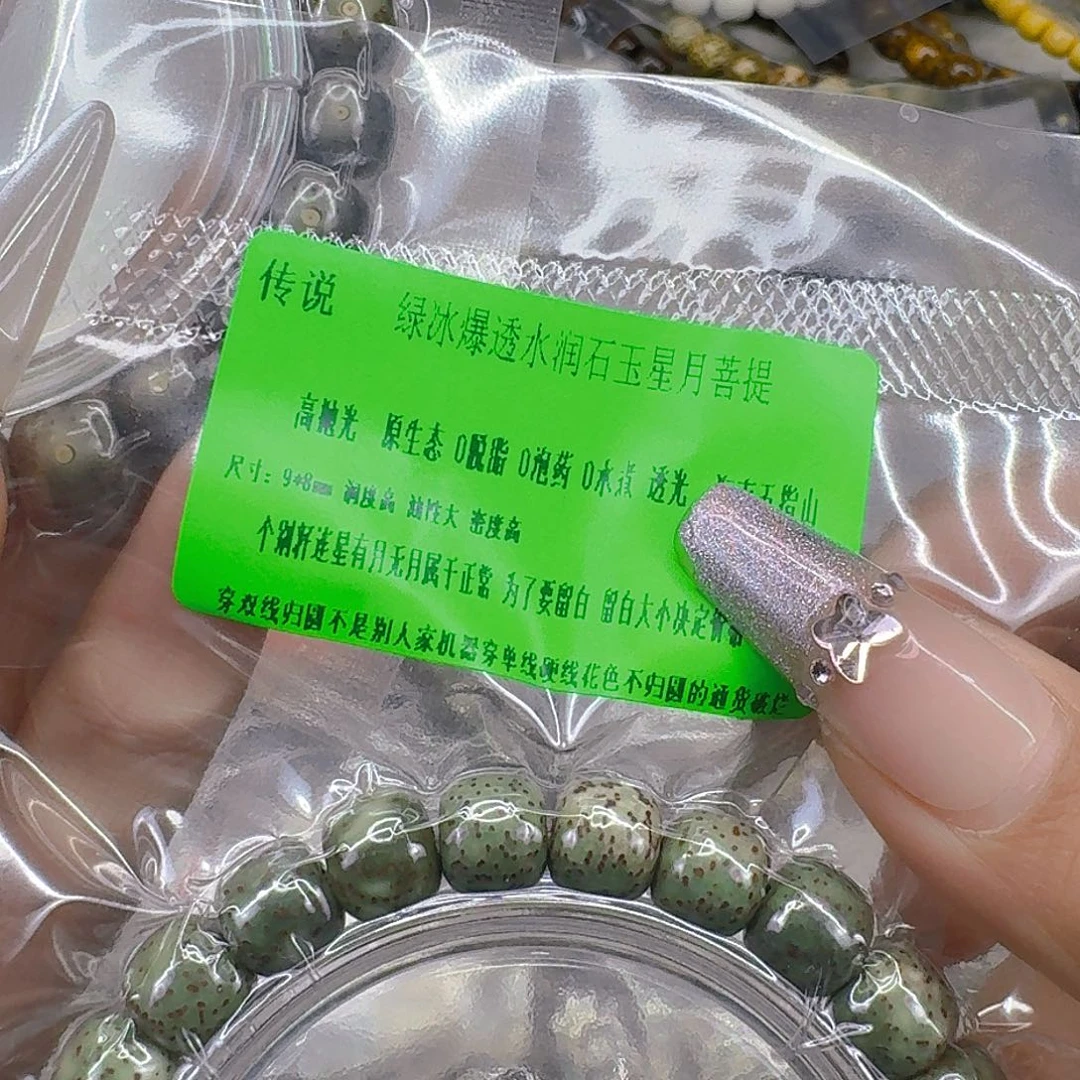 传说 绿冰爆透水润石玉星月菩提
高抛光 原生态 0脱脂 0泡药 0水煮 透光 五指山
尺寸：9*8mm 润度高 油性大 密度高
个别籽连星有月无月属于正常 为了要留白 留白大小决定
穿双线归圆不是别人家机器穿单线硬线花色不归圆的通货破烂